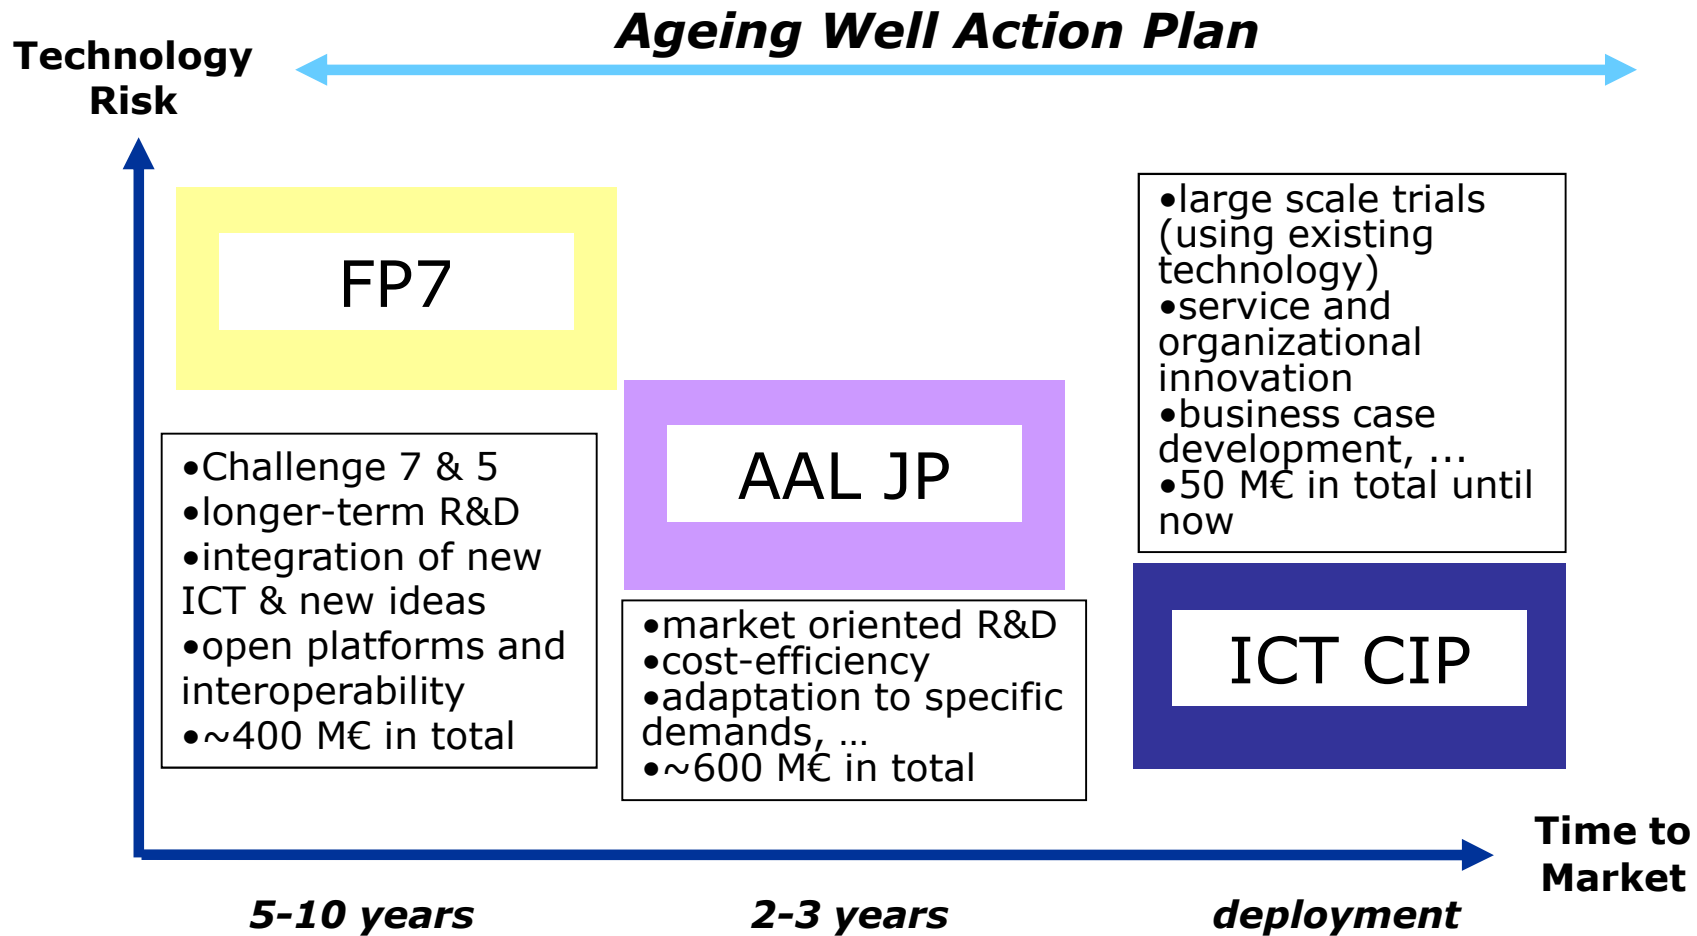 Ageing Well Action Plan
Technology
Risk
FP7
•Challenge 7 & 5
•longer-term R&D
•integration of new
ICT & new ideas
•open platforms and
interoperability
•~400 M€ in total
AAL JP
•market oriented R&D
•cost-efficiency
•adaptation to specific
demands, …
•~600 M€ in total
•large scale trials
(using existing
technology)
•service and
organizational
innovation
•business case
development, ...
•50 M€ in total until
now
ICT CIP
Time to
Market
5-10 years
2-3 years
deployment